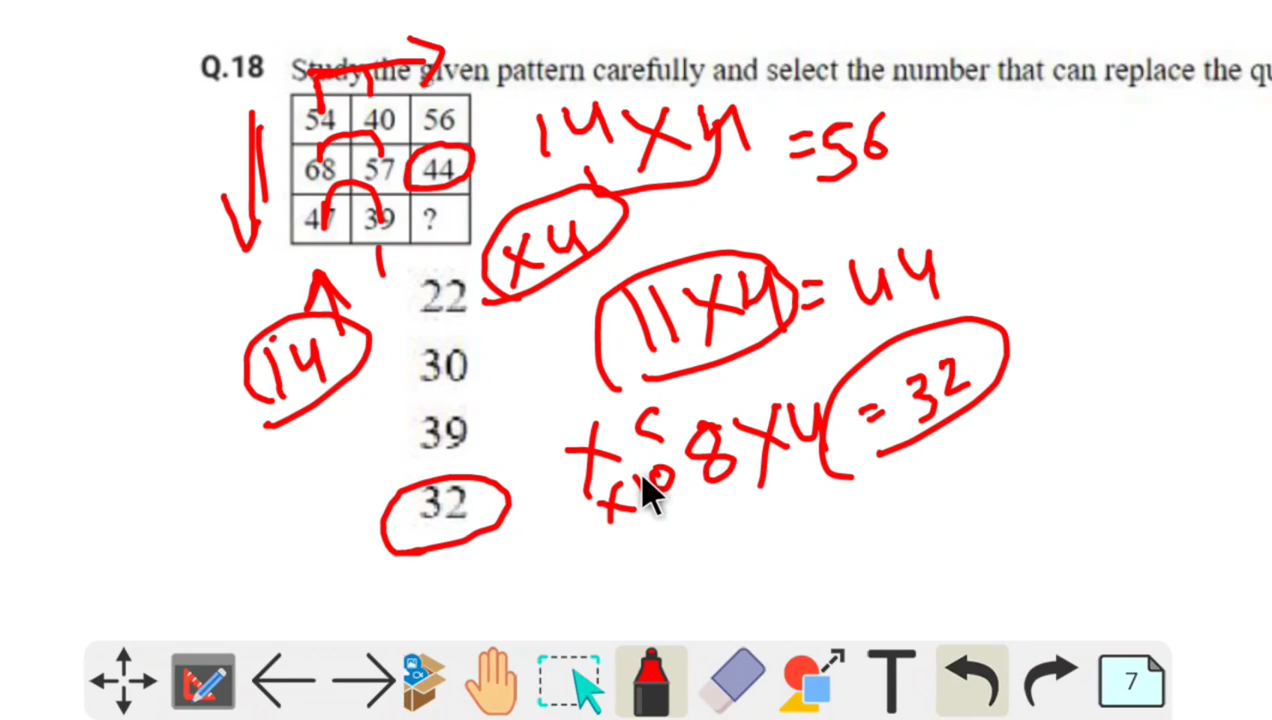 Q.18 Study the given pattern carefully and select the number that can replace the qu
54 40 56
68 57 44
47 39 ?
14 X 4 = 56
X4
11 X 4 = 44
14
8 X 4 = 32
22
30
39
32
7